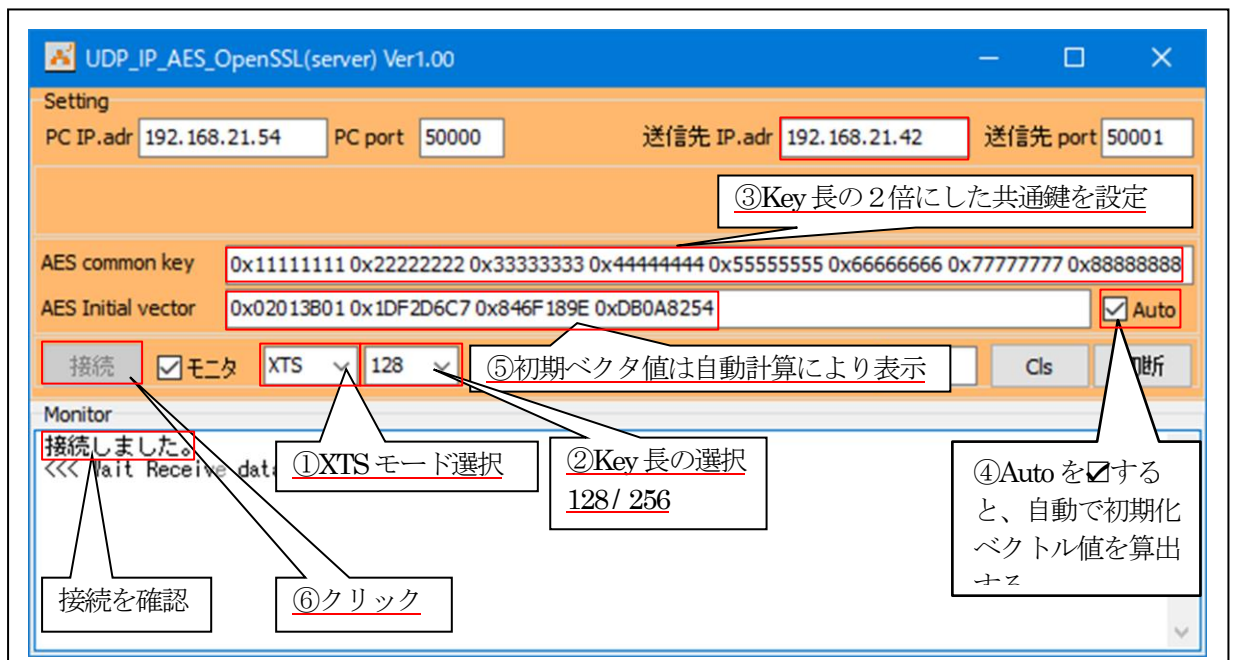 UDP_IP_AES_OpenSSL(server) Ver1.00
Setting
PC IP.adr 192.168.21.54 PC port 50000 送信先 IP.adr 192.168.21.42 送信先 port 50001
③Key 長の２倍にした共通鍵を設定
AES common key 0x11111111 0x22222222 0x33333333 0x44444444 0x55555555 0x66666666 0x77777777 0x88888888
AES Initial vector 0x02013B01 0x1DF2D6C7 0x846F189E 0xDB0A8254 Auto
接続 モニタ XTS 128 ⑤初期ベクタ値は自動計算により表示 Cls 断
Monitor
接続しました。
<<< Wait Receive data
①XTS モード選択
②Key 長の選択
128/ 256
④Auto を☑する
と、自動で初期化
ベクトル値を算出
する
接続を確認
⑥クリック